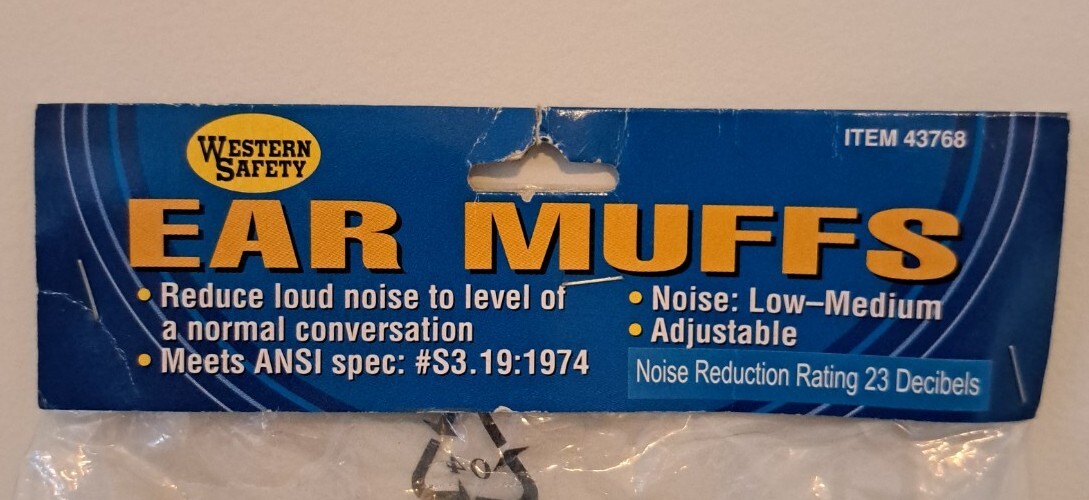 WESTERN
SAFETY
ITEM 43768
EAR MUFFS
• Reduce loud noise to level of
a normal conversation
• Meets ANSI spec: #S3.19:1974
• Noise: Low–Medium
• Adjustable
Noise Reduction Rating 23 Decibels
04